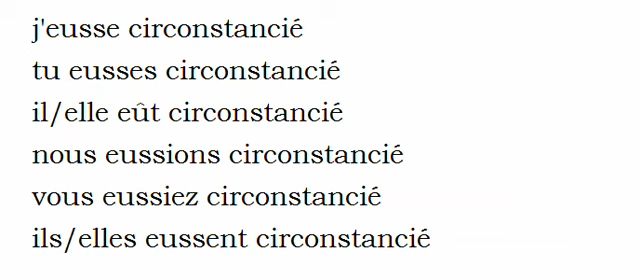 j'eusse circonstancié
tu eusses circonstancié
il/elle eût circonstancié
nous eussions circonstancié
vous eussiez circonstancié
ils/elles eussent circonstancié